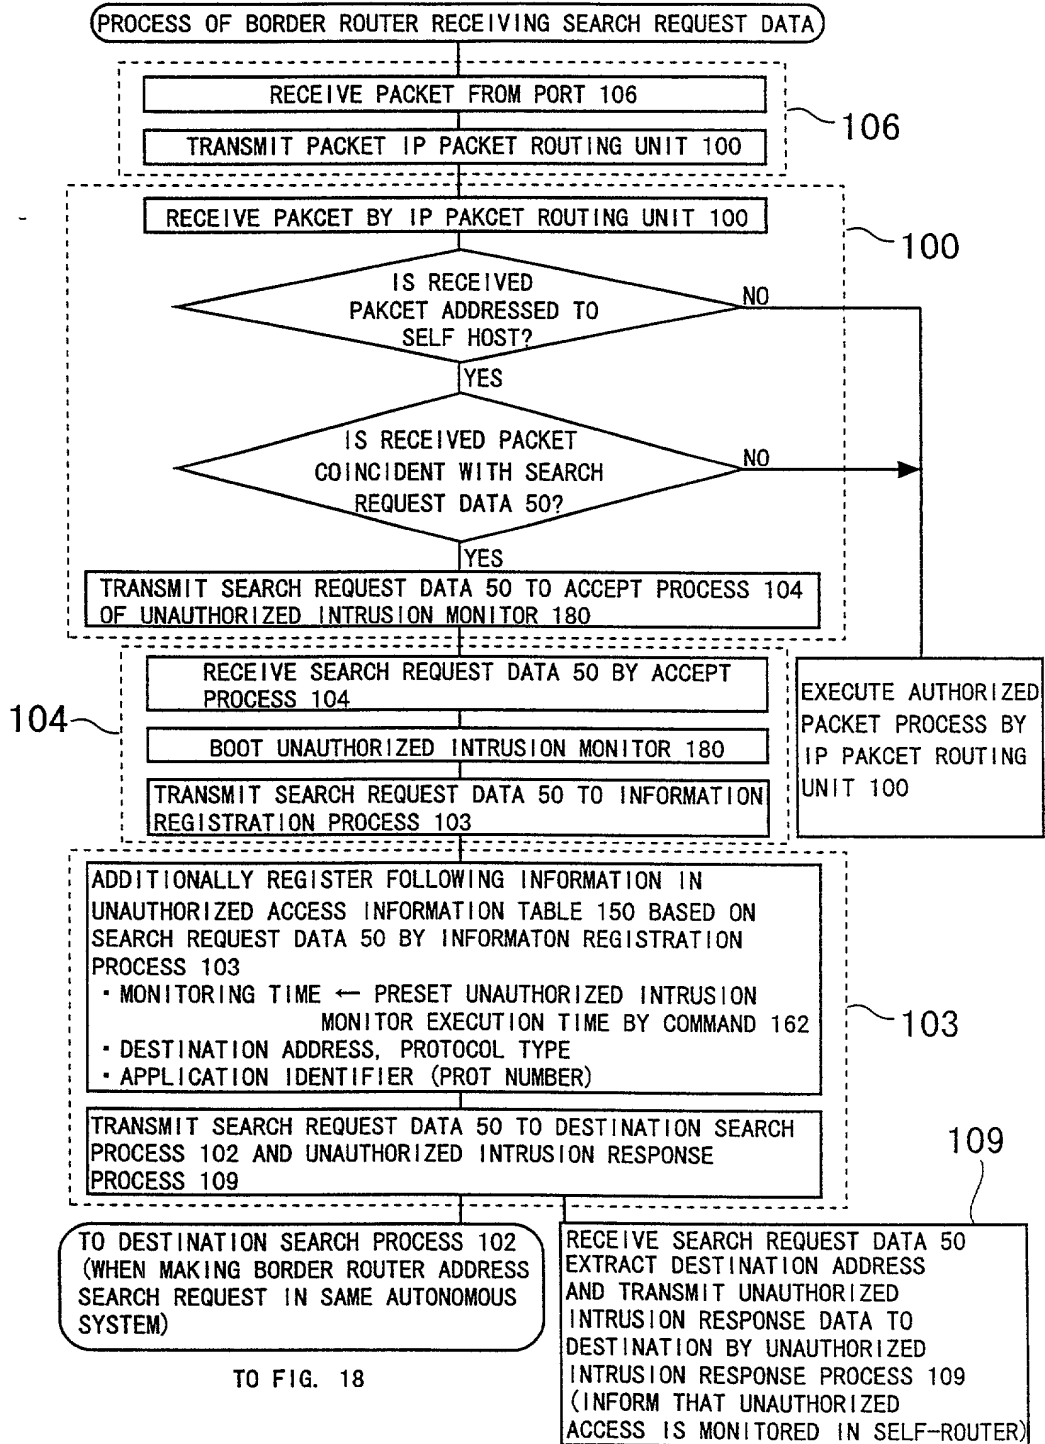 PROCESS OF BORDER ROUTER RECEIVING SEARCH REQUEST DATA
RECEIVE PACKET FROM PORT 106
TRANSMIT PACKET IP PACKET ROUTING UNIT 100
106
RECEIVE PAKCET BY IP PAKCET ROUTING UNIT 100
100
IS RECEIVED
PAKCET ADDRESSED TO
SELF HOST?
NO
YES
IS RECEIVED PACKET
COINCIDENT WITH SEARCH
REQUEST DATA 50?
NO
YES
TRANSMIT SEARCH REQUEST DATA 50 TO ACCEPT PROCESS 104
OF UNAUTHORIZED INTRUSION MONITOR 180
RECEIVE SEARCH REQUEST DATA 50 BY ACCEPT
PROCESS 104
104
BOOT UNAUTHORIZED INTRUSION MONITOR 180
TRANSMIT SEARCH REQUEST DATA 50 TO INFORMATION
REGISTRATION PROCESS 103
EXECUTE AUTHORIZED
PACKET PROCESS BY
IP PAKCET ROUTING
UNIT 100
ADDITIONALLY REGISTER FOLLOWING INFORMATION IN
UNAUTHORIZED ACCESS INFORMATION TABLE 150 BASED ON
SEARCH REQUEST DATA 50 BY INFORMATON REGISTRATION
PROCESS 103
・MONITORING TIME ← PRESET UNAUTHORIZED INTRUSION
MONITOR EXECUTION TIME BY COMMAND 162
・DESTINATION ADDRESS, PROTOCOL TYPE
・APPLICATION IDENTIFIER (PROT NUMBER)
103
TRANSMIT SEARCH REQUEST DATA 50 TO DESTINATION SEARCH
PROCESS 102 AND UNAUTHORIZED INTRUSION RESPONSE
PROCESS 109
109
TO DESTINATION SEARCH PROCESS 102
(WHEN MAKING BORDER ROUTER ADDRESS
SEARCH REQUEST IN SAME AUTONOMOUS
SYSTEM)
TO FIG. 18
RECEIVE SEARCH REQUEST DATA 50
EXTRACT DESTINATION ADDRESS
AND TRANSMIT UNAUTHORIZED
INTRUSION RESPONSE DATA TO
DESTINATION BY UNAUTHORIZED
INTRUSION RESPONSE PROCESS 109
(INFORM THAT UNAUTHORIZED
ACCESS IS MONITORED IN SELF-ROUTER)